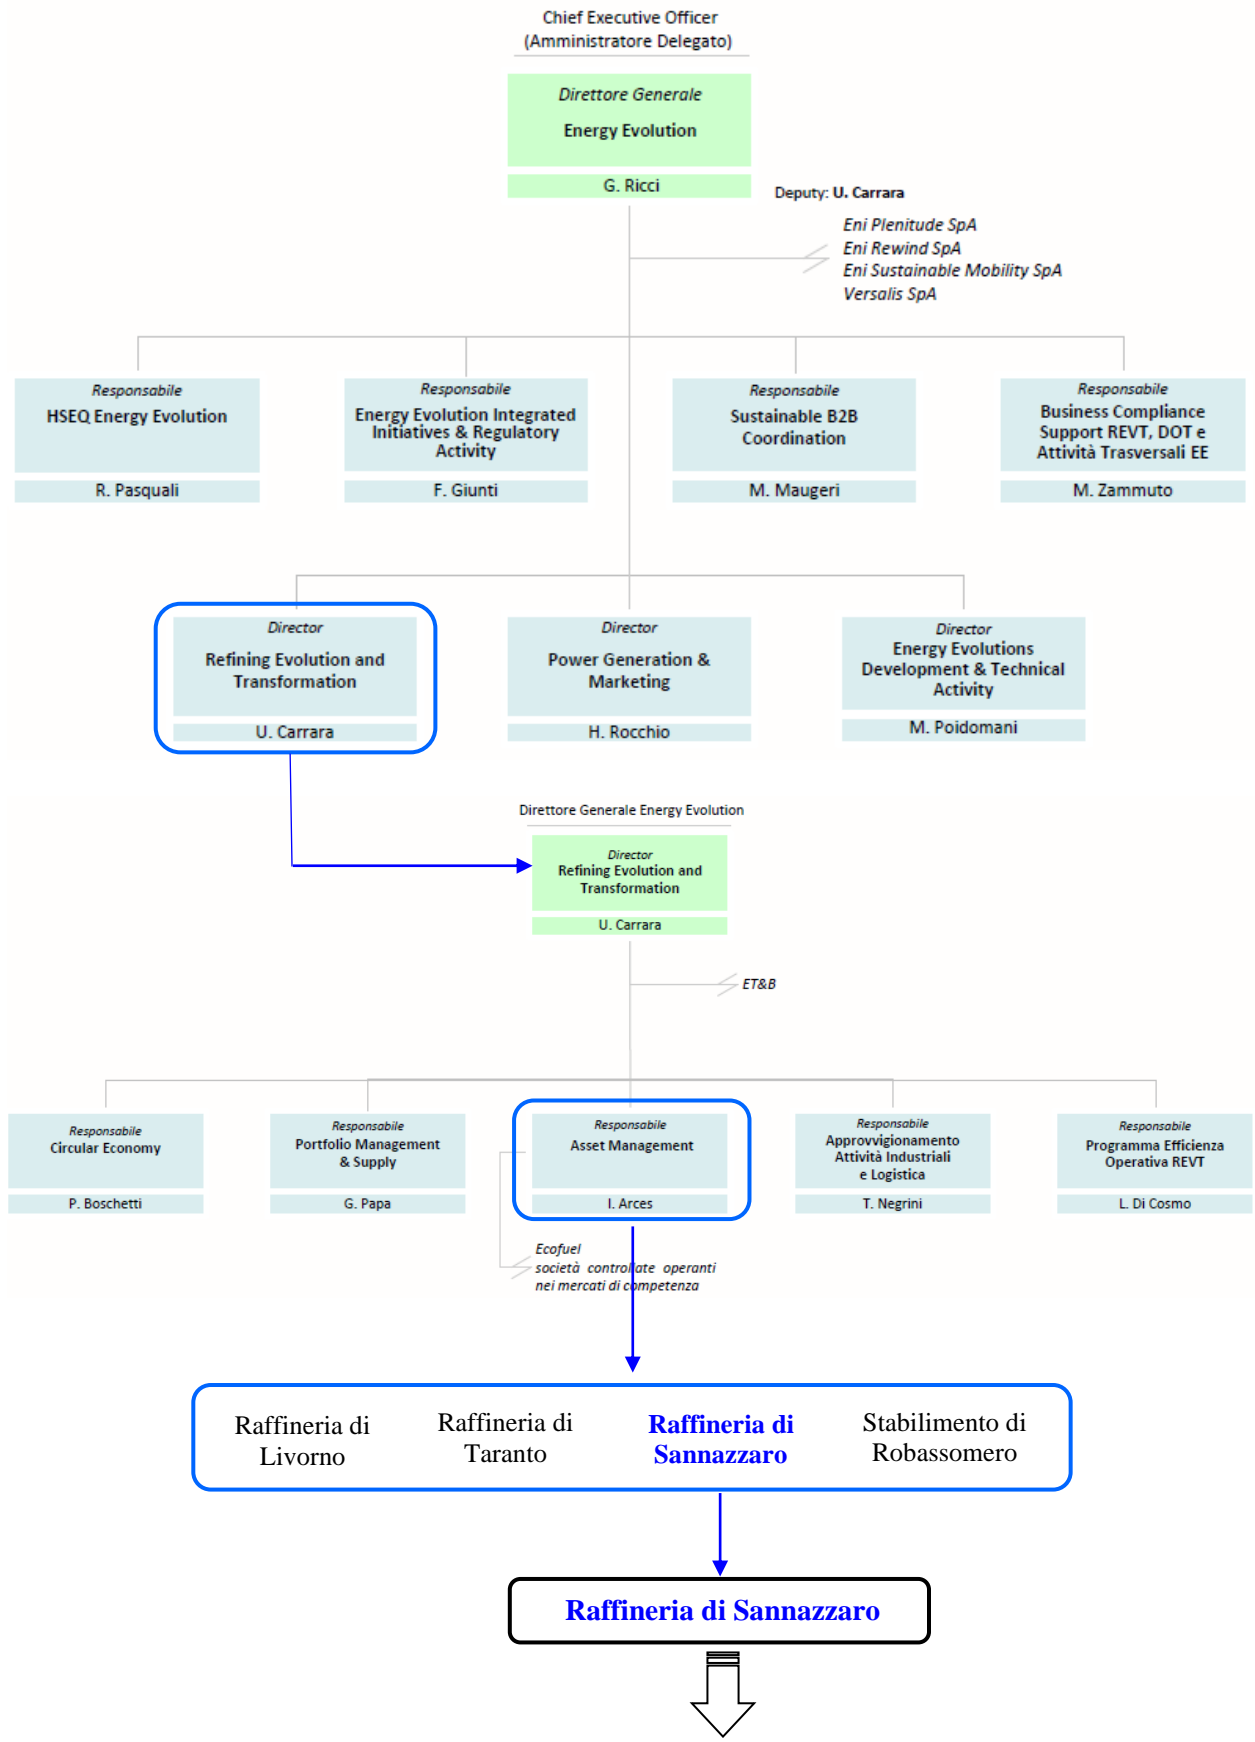 Chief Executive Officer
(Amministratore Delegato)
Direttore Generale
Energy Evolution
G. Ricci
Deputy: U. Carrara
Eni Plenitude SpA
Eni Rewind SpA
Eni Sustainable Mobility SpA
Versalis SpA
Responsabile
HSEQ Energy Evolution
R. Pasquali
Responsabile
Energy Evolution Integrated
Initiatives & Regulatory
Activity
F. Giunti
Responsabile
Sustainable B2B
Coordination
M. Maugeri
Responsabile
Business Compliance
Support REVT, DOT e
Attività Trasversali EE
M. Zammuto
Director
Refining Evolution and
Transformation
U. Carrara
Director
Power Generation &
Marketing
H. Rocchio
Director
Energy Evolutions
Development & Technical
Activity
M. Poidomani
Direttore Generale Energy Evolution
Director
Refining Evolution and
Transformation
U. Carrara
ET&B
Responsabile
Circular Economy
P. Boschetti
Responsabile
Portfolio Management
& Supply
G. Papa
Responsabile
Asset Management
I. Arces
Responsabile
Approvvigionamento
Attività Industriali
e Logistica
T. Negrini
Responsabile
Programma Efficienza
Operativa REVT
L. Di Cosmo
Ecofuel
società controllate operanti
nei mercati di competenza
Raffineria di
Livorno
Raffineria di
Taranto
Raffineria di
Sannazzaro
Stabilimento di
Robassomero
Raffineria di Sannazzaro